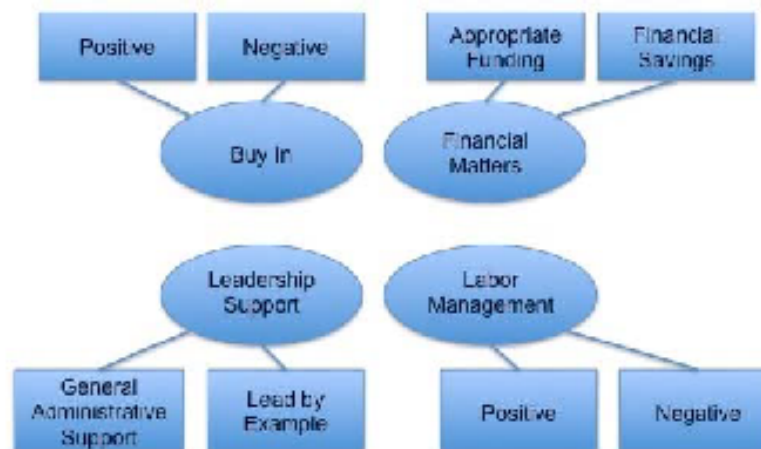 Positive
Negative
Appropriate
Funding
Financial
Savings
Buy In
Financial
Matters
Leadership
Support
Labor
Management
General
Administrative
Support
Lead by
Example
Positive
Negative